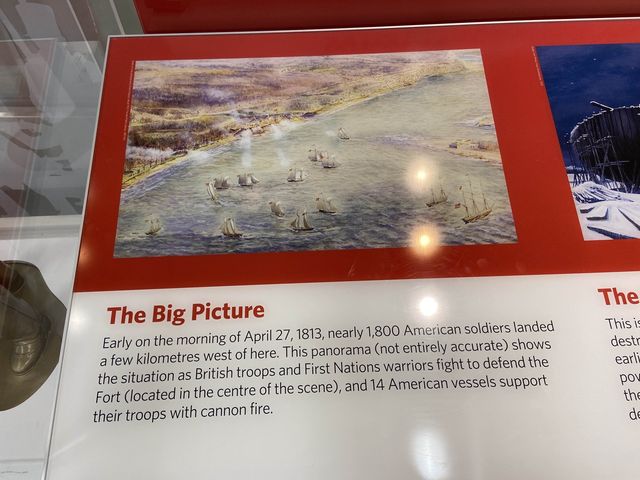 The Big Picture
Early on the morning of April 27, 1813, nearly 1,800 American soldiers landed
a few kilometres west of here. This panorama (not entirely accurate) shows
the situation as British troops and First Nations warriors fight to defend the
Fort (located in the centre of the scene), and 14 American vessels support
their troops with cannon fire.
The
This i
destr
earli
pov
the
de